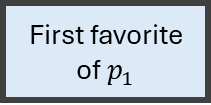 First favorite
of p₁